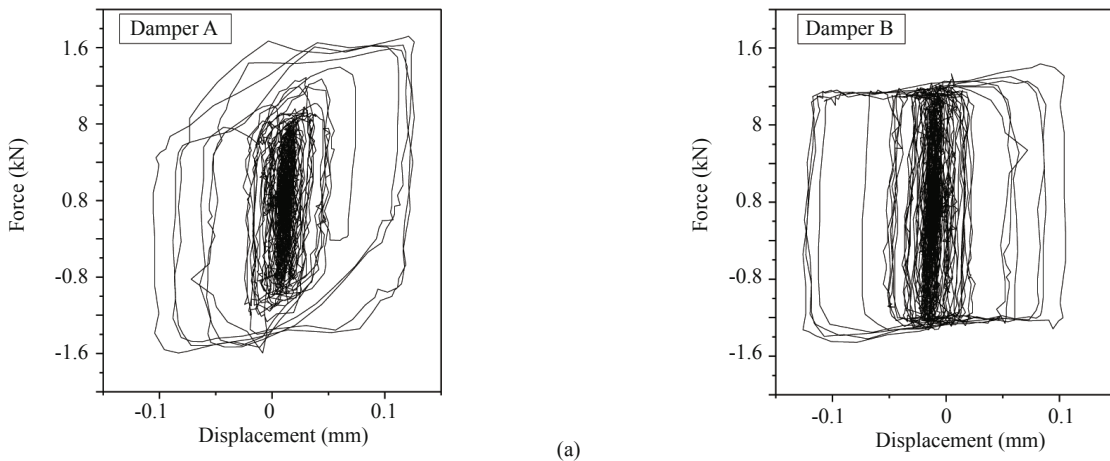 Damper A
1.6
8
0.8
-0.8
-1.6
Force (kN)
-0.1
0
0.1
Displacement (mm)
(a)
Damper B
1.6
8
0.8
-0.8
-1.6
Force (kN)
-0.1
0
0.1
Displacement (mm)